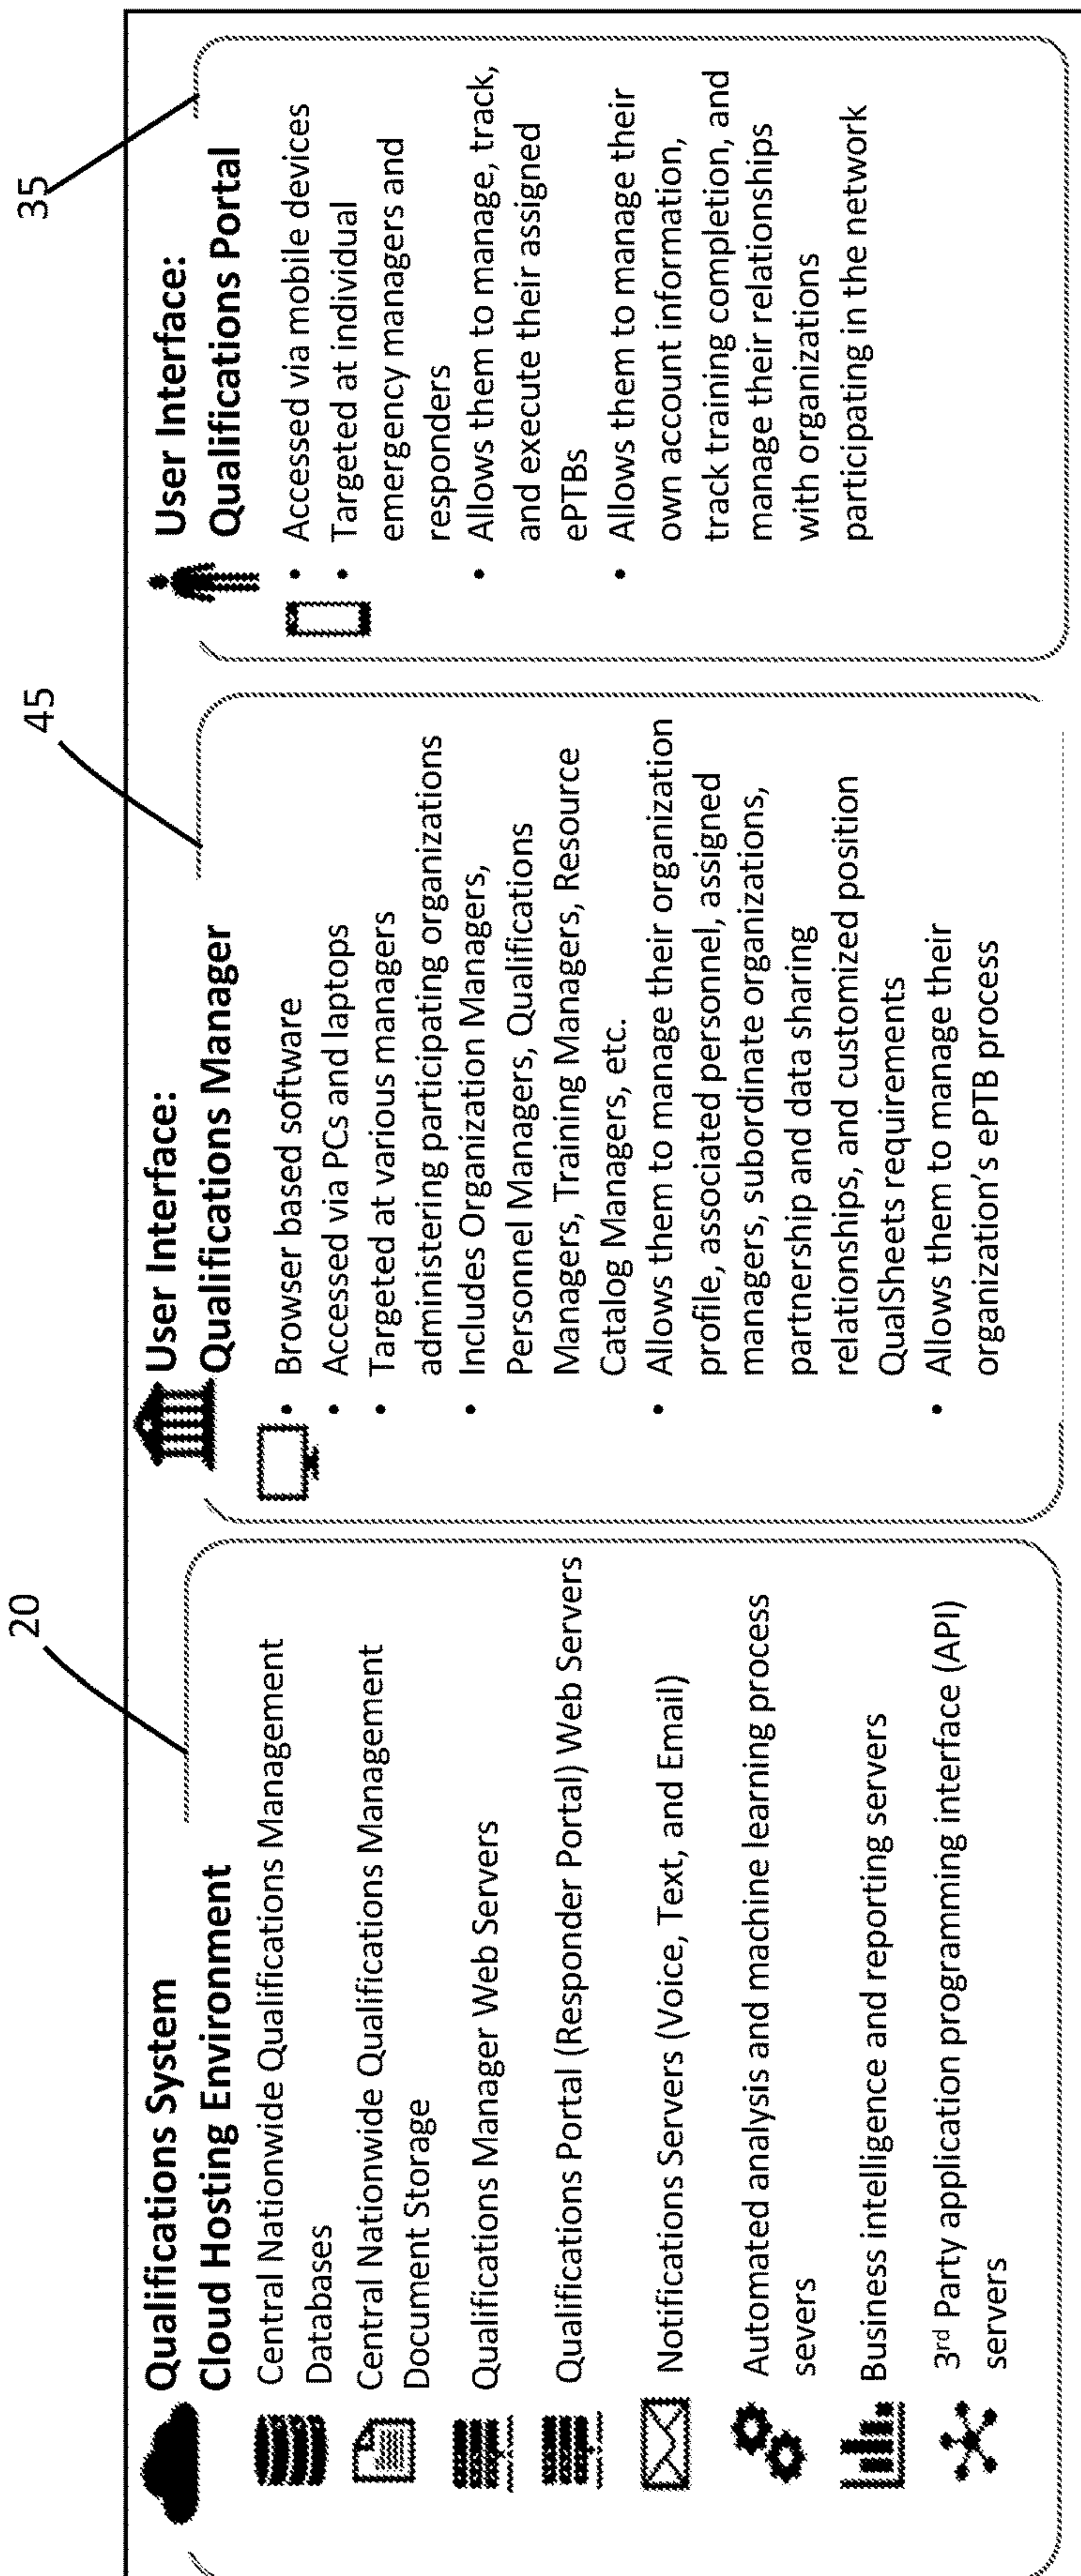 20
Qualifications System
Cloud Hosting Environment
Central Nationwide Qualifications Management
Databases
Central Nationwide Qualifications Management
Document Storage
Qualifications Manager Web Servers
Qualifications Portal (Responder Portal) Web Servers
Notifications Servers (Voice, Text, and Email)
Automated analysis and machine learning process
severs
Business intelligence and reporting servers
3rd Party application programming interface (API)
servers
45
User Interface:
Qualifications Manager
• Browser based software
• Accessed via PCs and laptops
• Targeted at various managers
administering participating organizations
• Includes Organization Managers,
Personnel Managers, Qualifications
Managers, Training Managers, Resource
Catalog Managers, etc.
• Allows them to manage their organization
profile, associated personnel, assigned
managers, subordinate organizations,
partnership and data sharing
relationships, and customized position
QualSheets requirements
• Allows them to manage their
organization's ePTB process
35
User Interface:
Qualifications Portal
• Accessed via mobile devices
• Targeted at individual
emergency managers and
responders
• Allows them to manage, track,
and execute their assigned
ePTBs
• Allows them to manage their
own account information,
track training completion, and
manage their relationships
with organizations
participating in the network